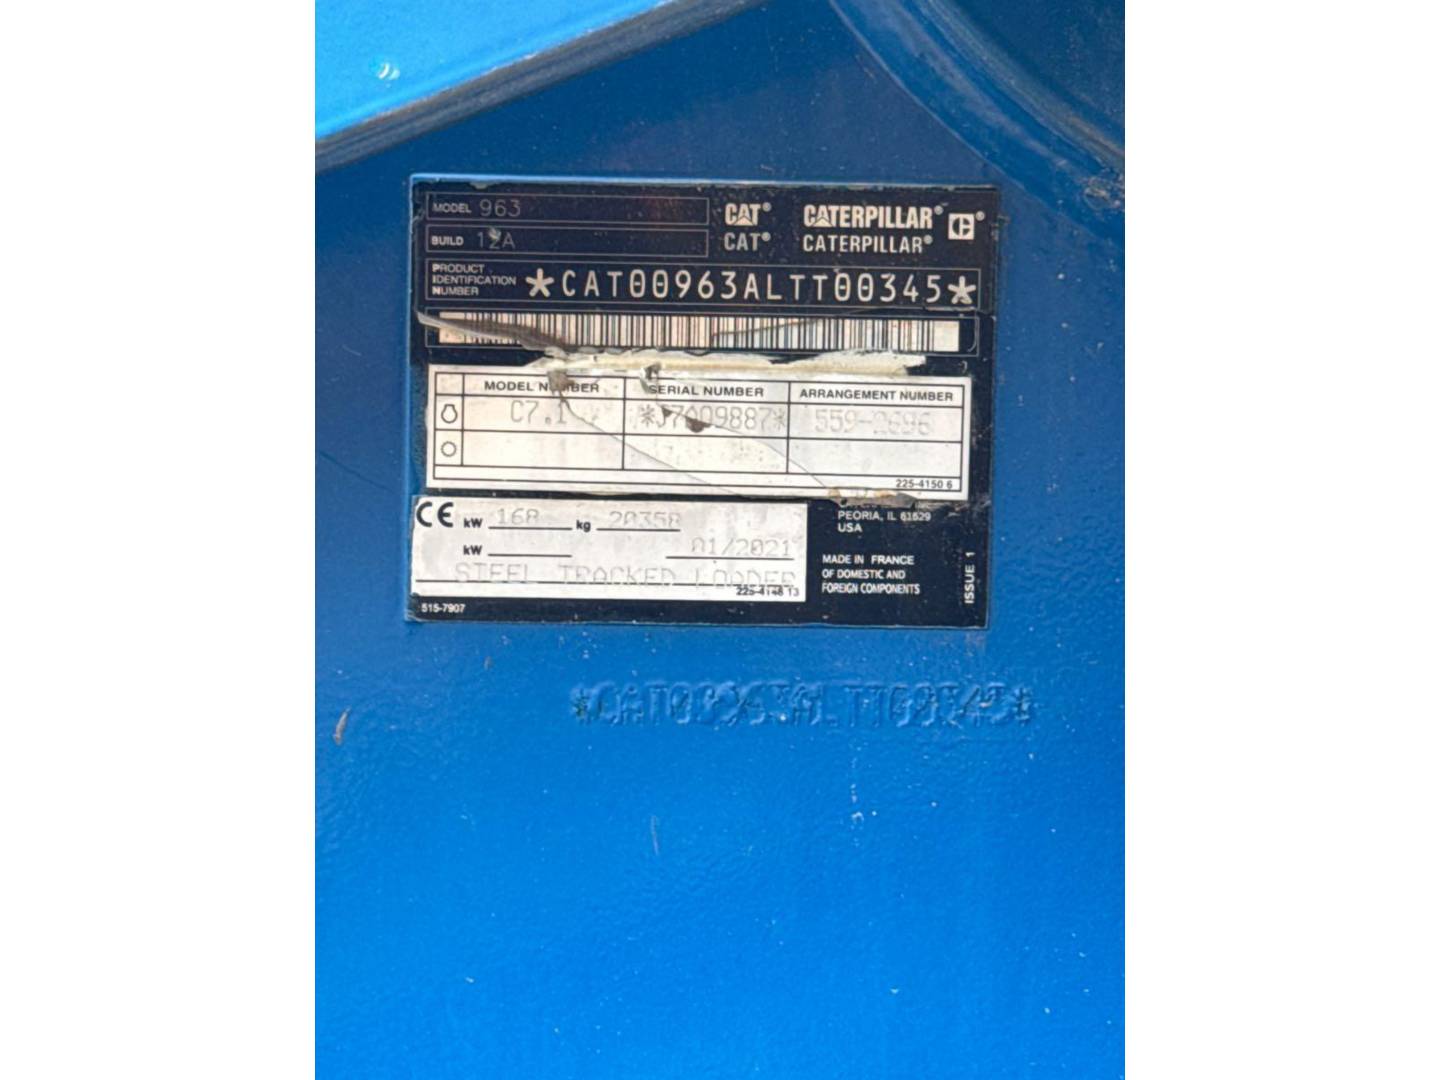 MODEL 963
CAT® CATERPILLAR®
BUILD 12A
CAT® CATERPILLAR®
PRODUCT
IDENTIFICATION
NUMBER
*CAT00963ALTT00345*
MODEL NUMBER SERIAL NUMBER ARRANGEMENT NUMBER
C7.1 559-2696
225-4150 6
PEORIA, IL 61629
USA
CE kW 168 kg 20358
kW 01/2021
STEEL TRACKED LOADER
225-4148 13
MADE IN FRANCE
OF DOMESTIC AND
FOREIGN COMPONENTS
ISSUE 1
515-7907
*CAT00963ALTT00345*